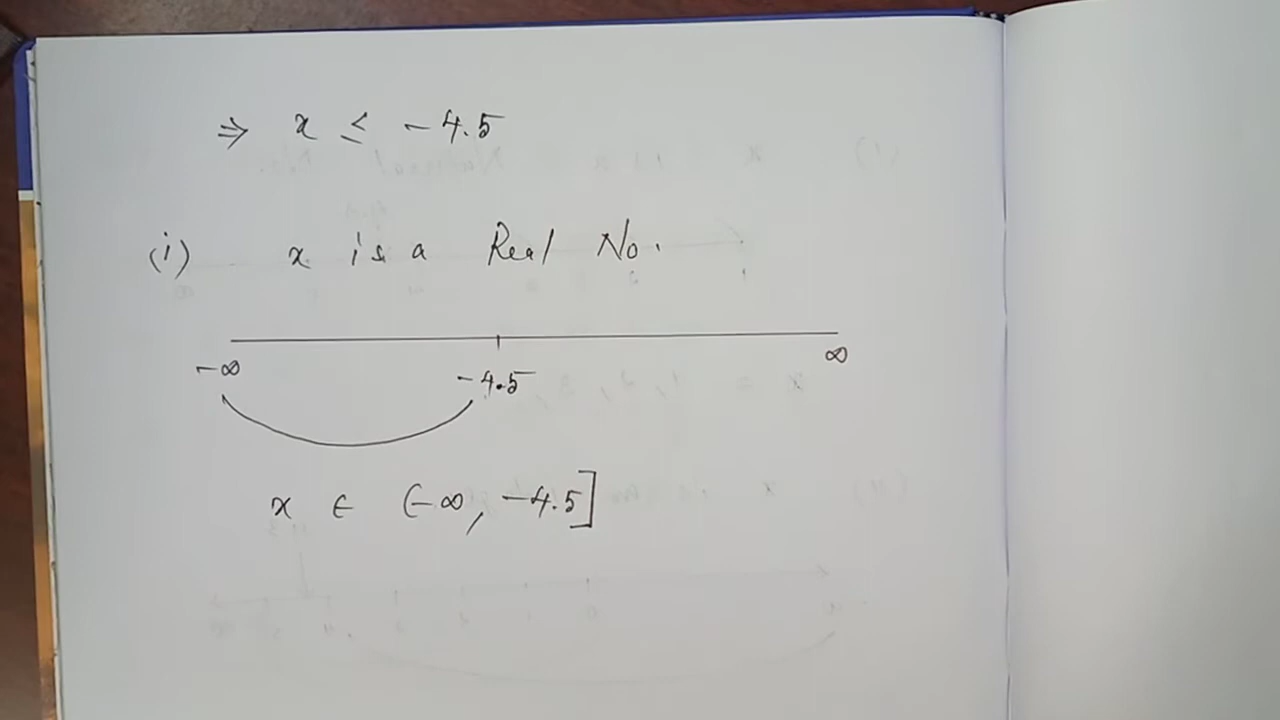 ⇒ x ≤ -4.5
(i) x is a Real No.
-∞ -4.5 ∞
x ∈ (-∞, -4.5]